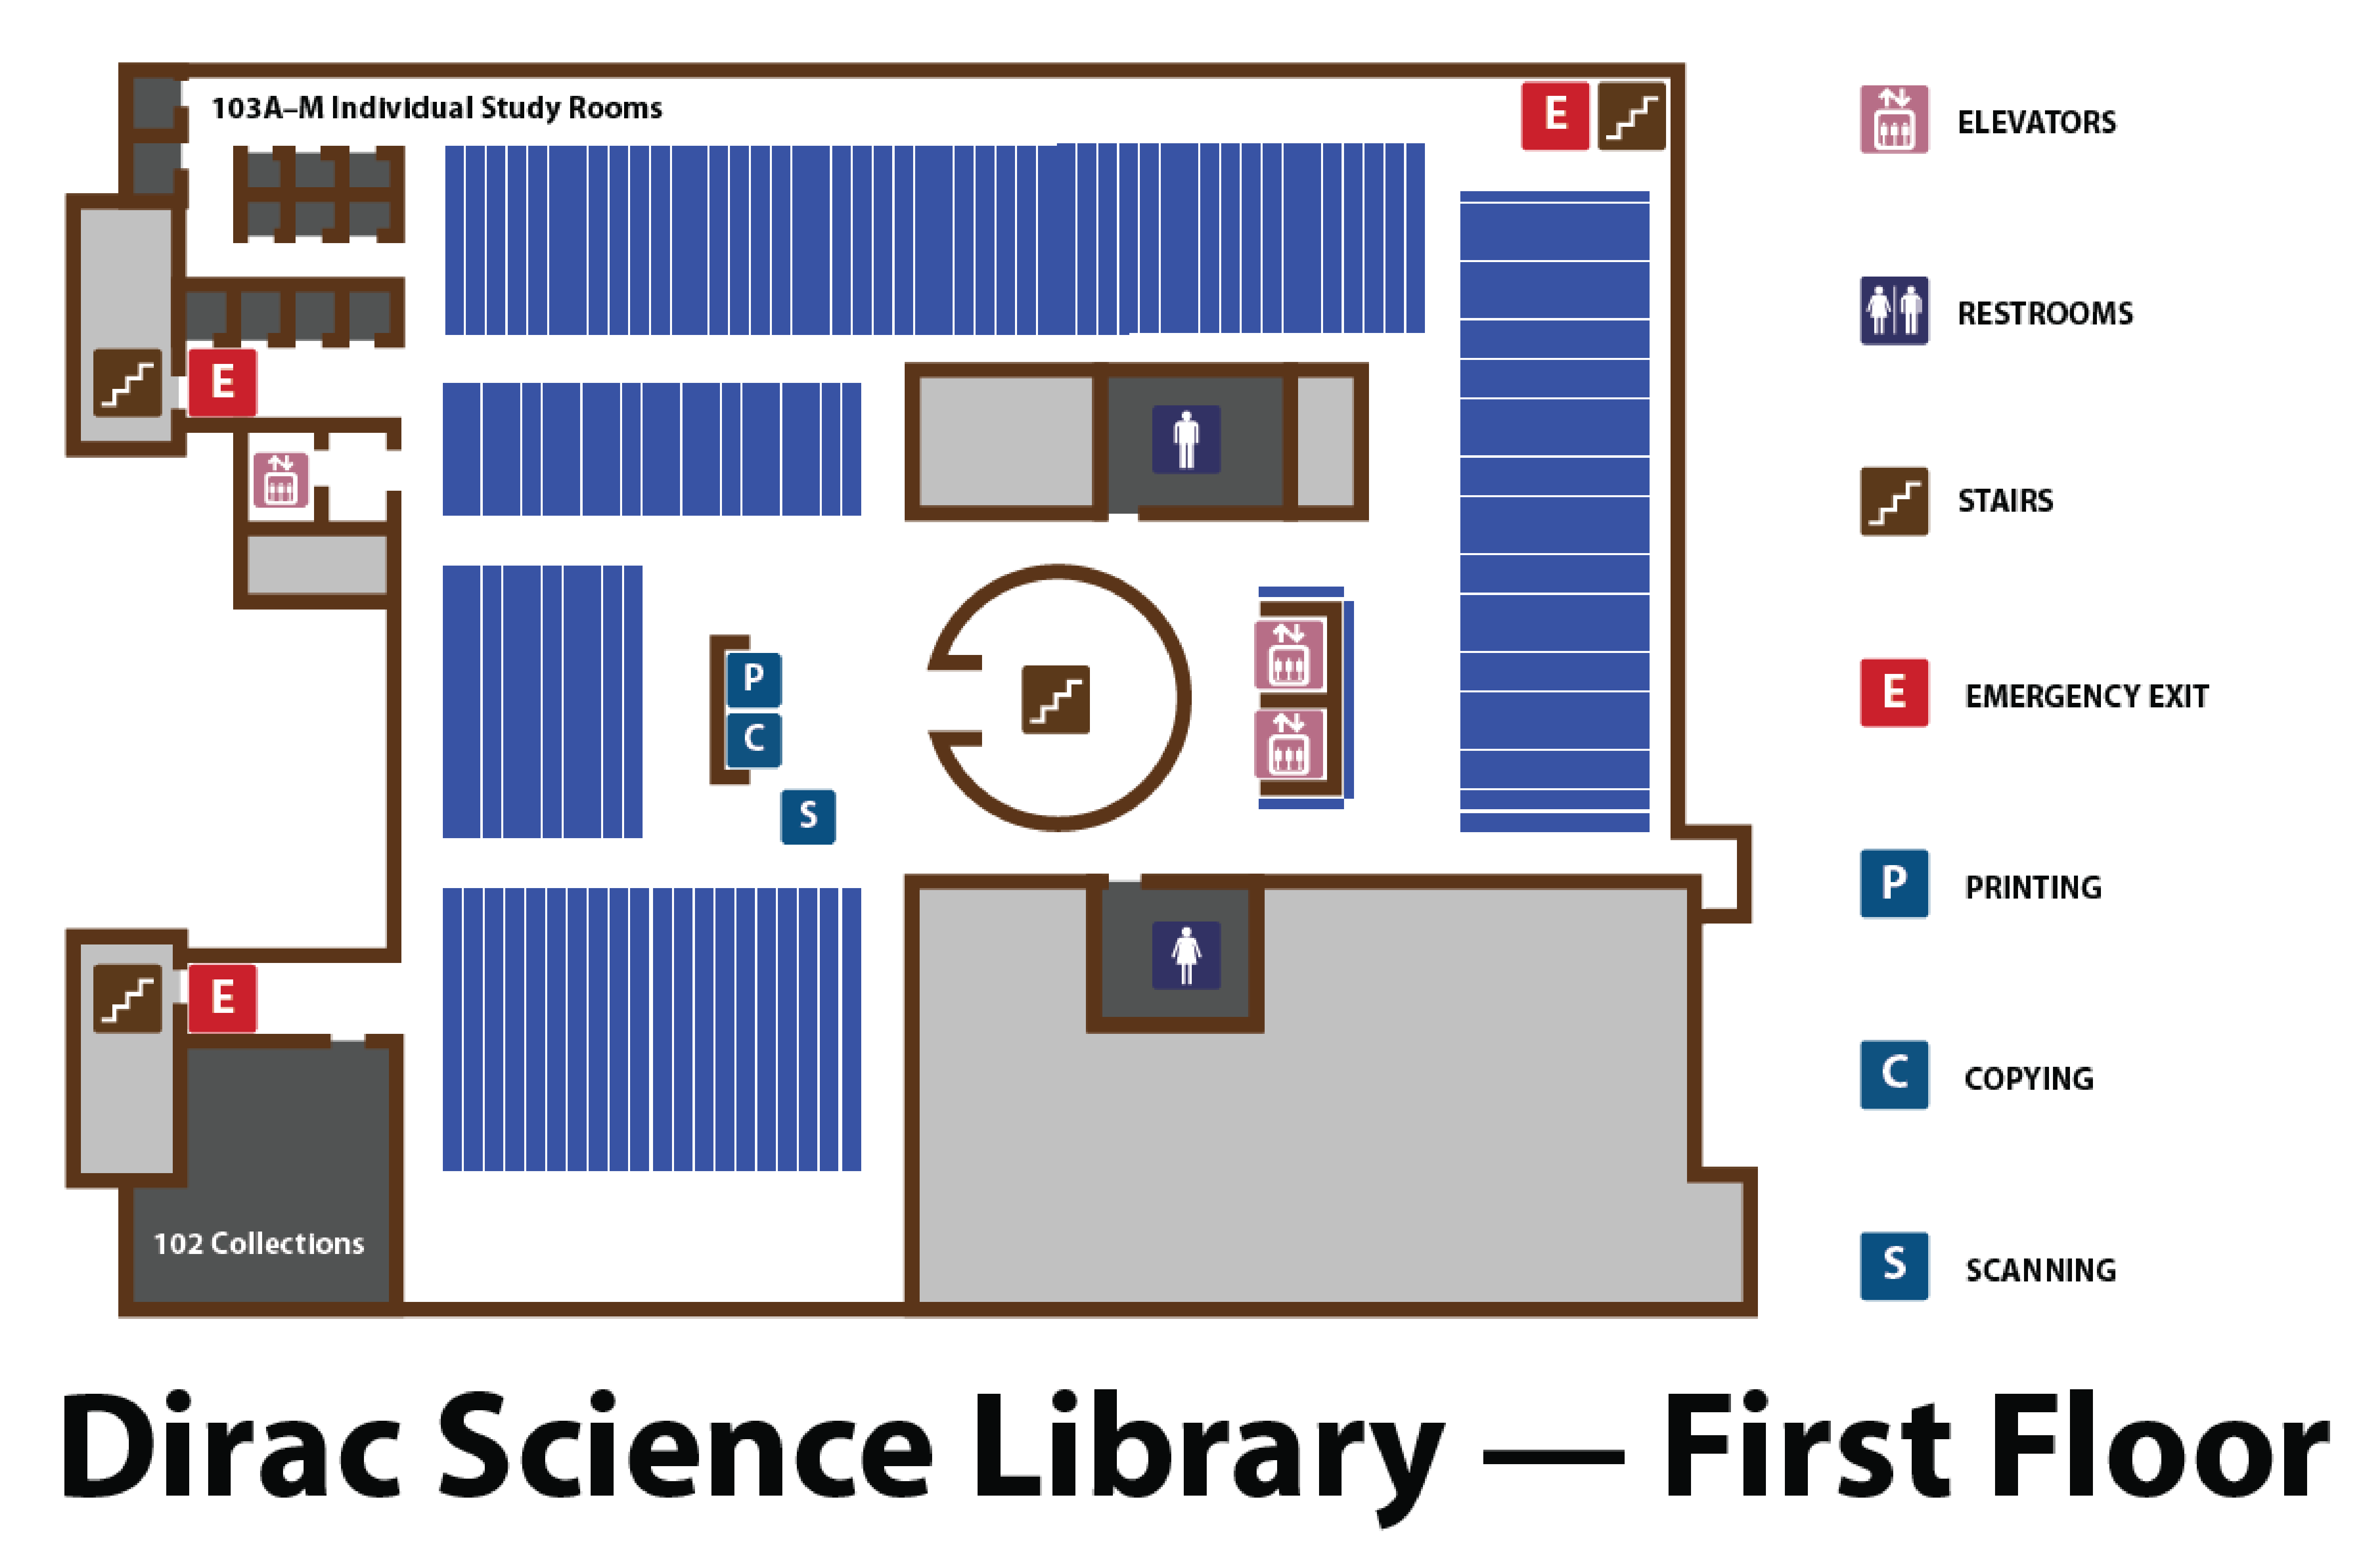 103A–M Individual Study Rooms
E
E
P
C
S
E
102 Collections
ELEVATORS
RESTROOMS
STAIRS
E EMERGENCY EXIT
P PRINTING
C COPYING
S SCANNING
Dirac Science Library — First Floor